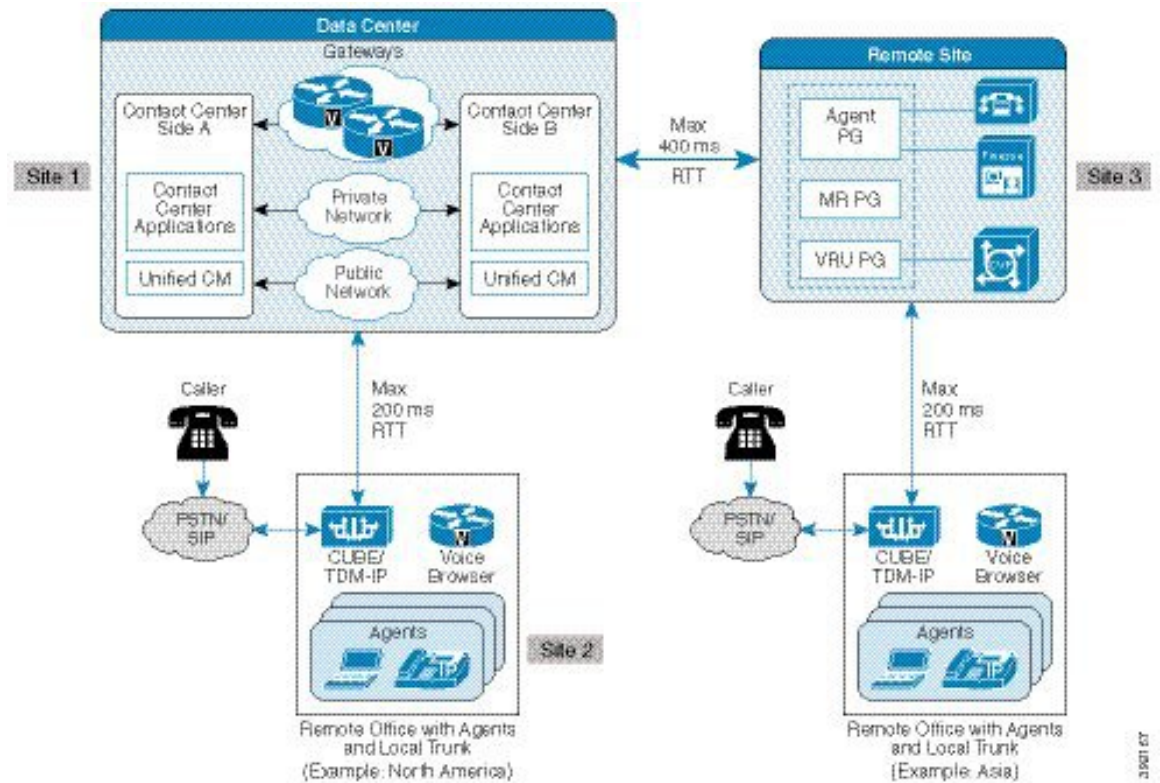 Data Center
Gateways
Contact Center
Side A
V
V
Contact Center
Side B
Site 1
Contact
Center
Applications
Private
Network
Contact
Center
Applications
Unified CM
Public
Network
Unified CM
Max
400 ms
RTT
Remote Site
Agent
PG
Finesse
MR PG
VRU PG
CVP
Site 3
Caller
Max
200 ms
RTT
PSTN/
SIP
CUBE/
TDM-IP
V
Voice
Browser
Agents
IP
Site 2
Remote Office with Agents
and Local Trunk
(Example: North America)
Caller
Max
200 ms
RTT
PSTN/
SIP
CUBE/
TDM-IP
V
Voice
Browser
Agents
IP
Remote Office with Agents
and Local Trunk
(Example: Asia)